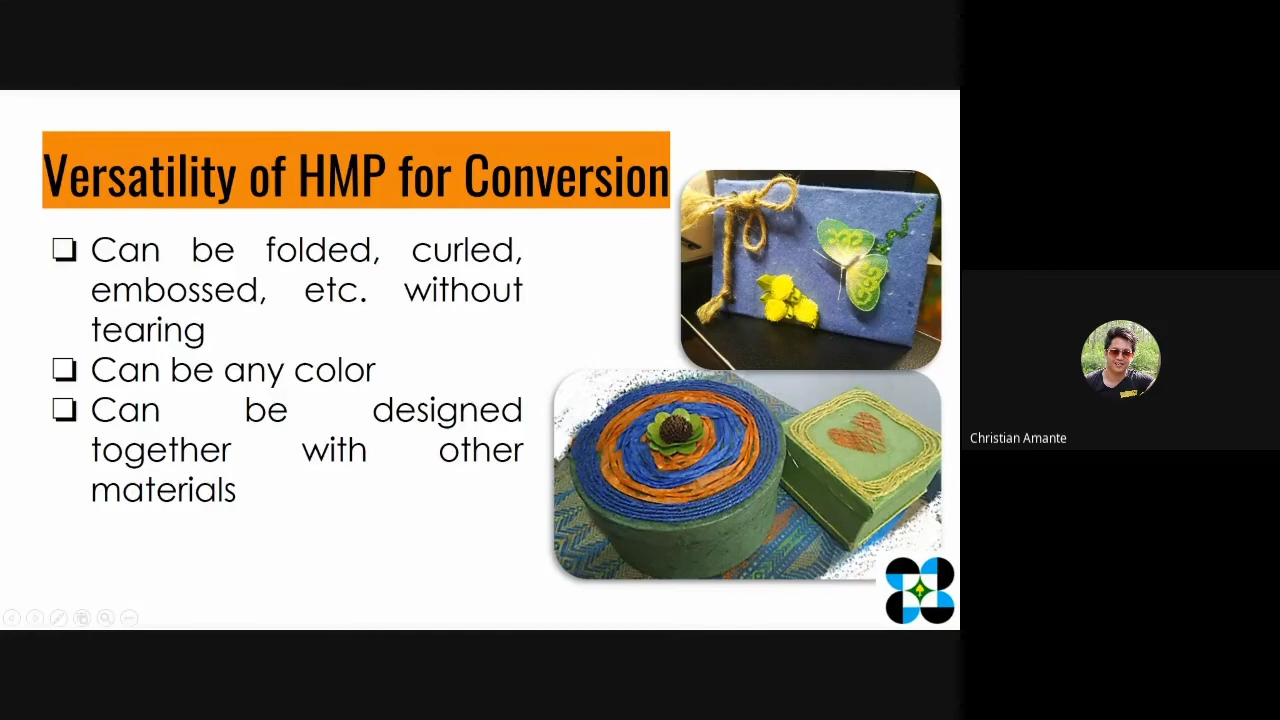 Versatility of HMP for Conversion
❑ Can be folded, curled,
embossed, etc. without
tearing
❑ Can be any color
❑ Can be designed
together with other
materials
Christian Amante